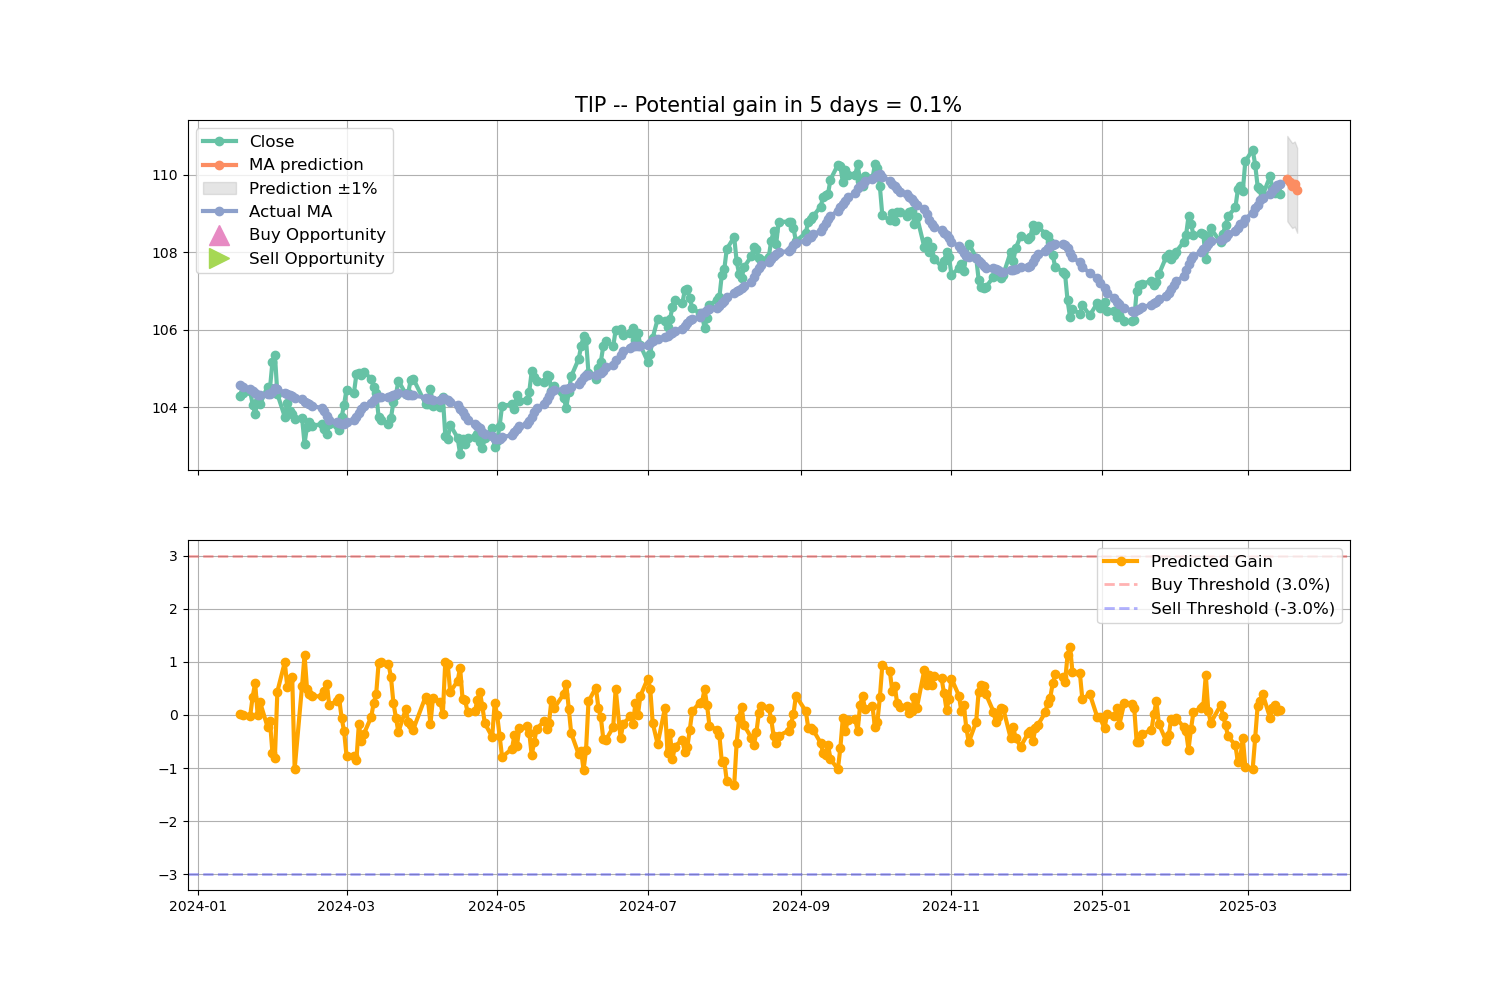 TIP -- Potential gain in 5 days = 0.1%
Close
MA prediction
Prediction ±1%
Actual MA
Buy Opportunity
Sell Opportunity
110
108
106
104
3
2
1
0
−1
−2
−3
Predicted Gain
Buy Threshold (3.0%)
Sell Threshold (-3.0%)
2024-01
2024-03
2024-05
2024-07
2024-09
2024-11
2025-01
2025-03